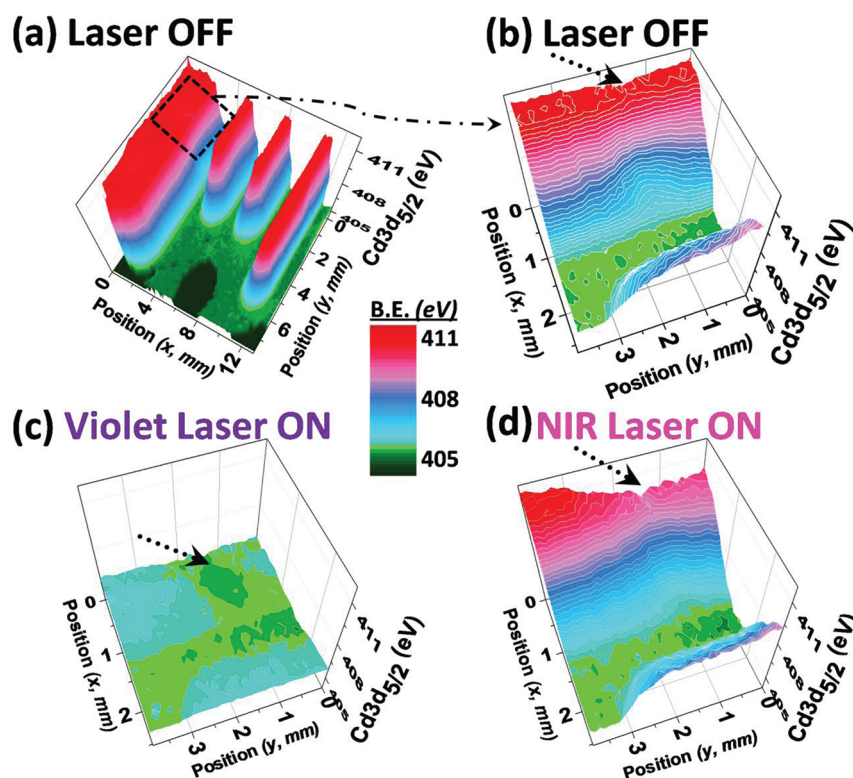 (a) Laser OFF
411
408
405
Cd3d5/2 (eV)
0
2
4
6
Position (y, mm)
0
4
8
12
Position (x, mm)
(b) Laser OFF
0
1
2
Position (x, mm)
3
2
1
0
Position (y, mm)
411
408
405
Cd3d5/2 (eV)
B.E. (eV)
411
408
405
(c) Violet Laser ON
0
1
2
Position (x, mm)
3
2
1
0
Position (y, mm)
411
408
405
Cd3d5/2 (eV)
(d) NIR Laser ON
0
1
2
Position (x, mm)
3
2
1
0
Position (y, mm)
411
408
405
Cd3d5/2 (eV)